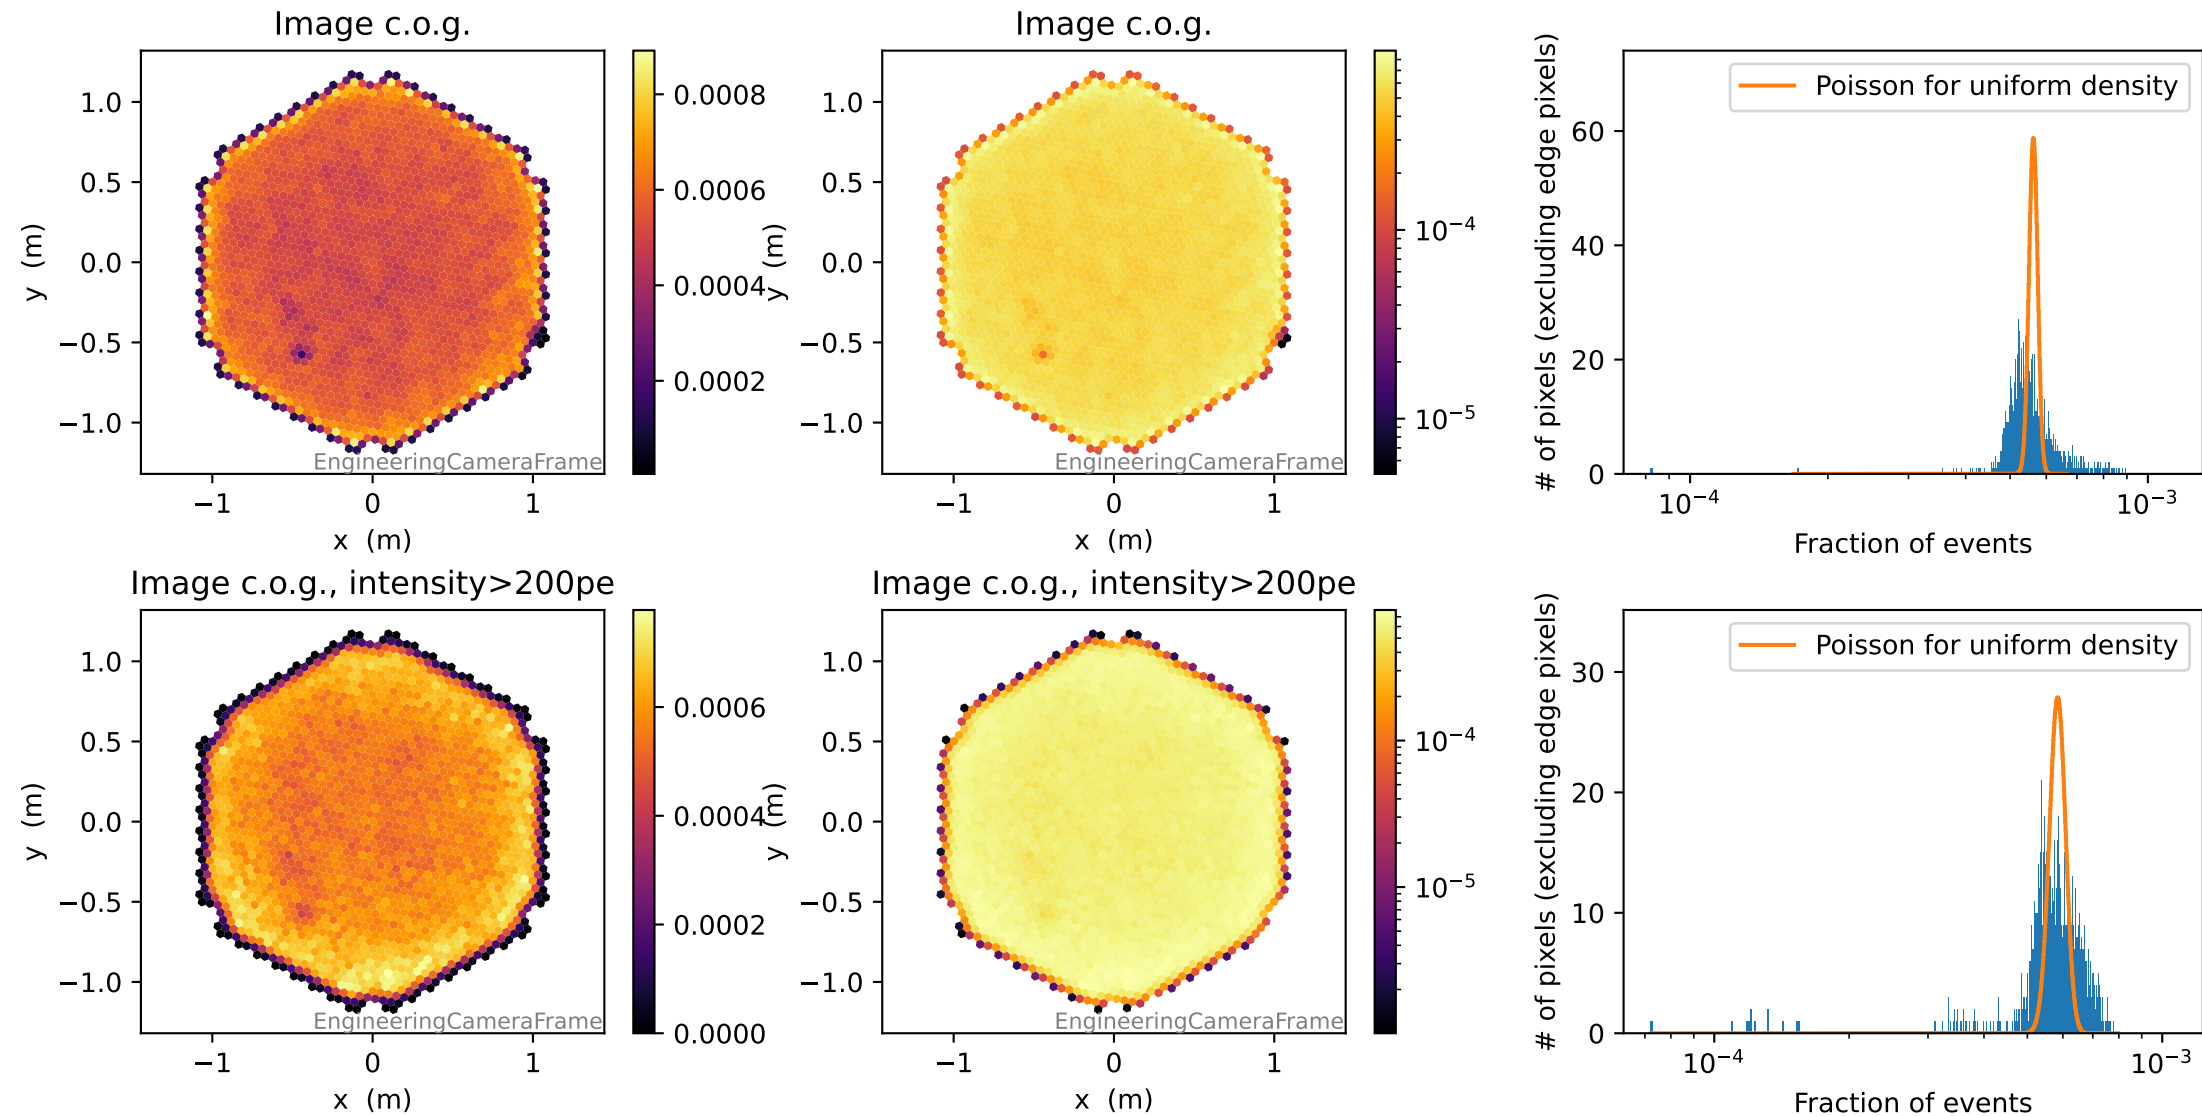 Image c.o.g.
1.0
0.5
0.0
−0.5
−1.0
y (m)
−1
0
1
x (m)
EngineeringCameraFrame
0.0008
0.0006
0.0004
0.0002
Image c.o.g.
1.0
0.5
0.0
−0.5
−1.0
y (m)
−1
0
1
x (m)
EngineeringCameraFrame
10⁻⁴
10⁻⁵
# of pixels (excluding edge pixels)
60
40
20
0
Poisson for uniform density
10⁻⁴
10⁻³
Fraction of events
Image c.o.g., intensity>200pe
1.0
0.5
0.0
−0.5
−1.0
y (m)
−1
0
1
x (m)
EngineeringCameraFrame
0.0006
0.0004
0.0002
0.0000
Image c.o.g., intensity>200pe
1.0
0.5
0.0
−0.5
−1.0
y (m)
−1
0
1
x (m)
EngineeringCameraFrame
10⁻⁴
10⁻⁵
# of pixels (excluding edge pixels)
30
20
10
0
Poisson for uniform density
10⁻⁴
10⁻³
Fraction of events